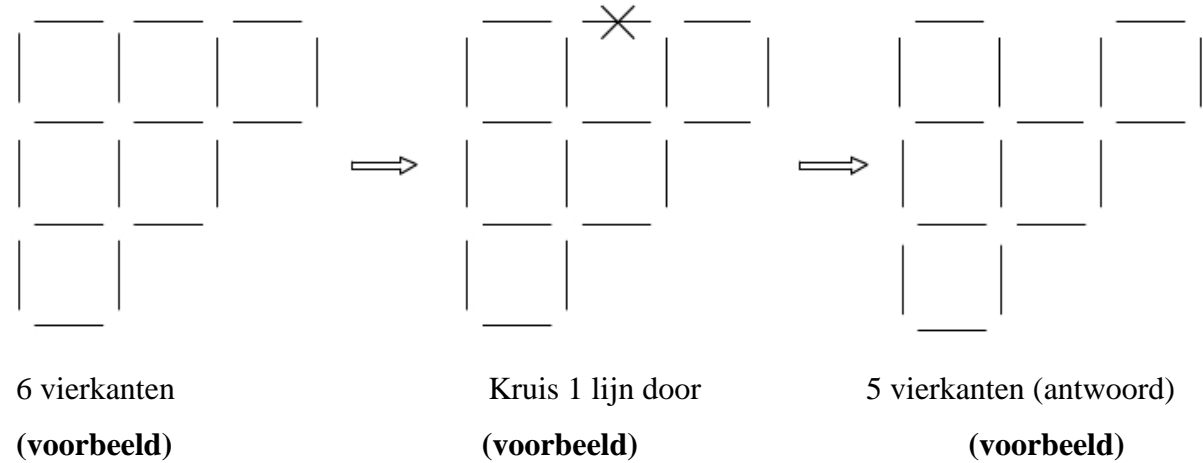 6 vierkanten Kruis 1 lijn door 5 vierkanten (antwoord)
(voorbeeld) (voorbeeld) (voorbeeld)